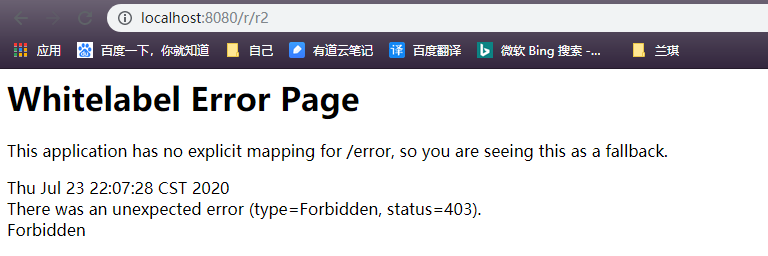 localhost:8080/r/r2
应用 百度一下，你就知道 自己 有道云笔记 译 百度翻译 微软 Bing 搜索 -... 兰琪
Whitelabel Error Page
This application has no explicit mapping for /error, so you are seeing this as a fallback.
Thu Jul 23 22:07:28 CST 2020
There was an unexpected error (type=Forbidden, status=403).
Forbidden